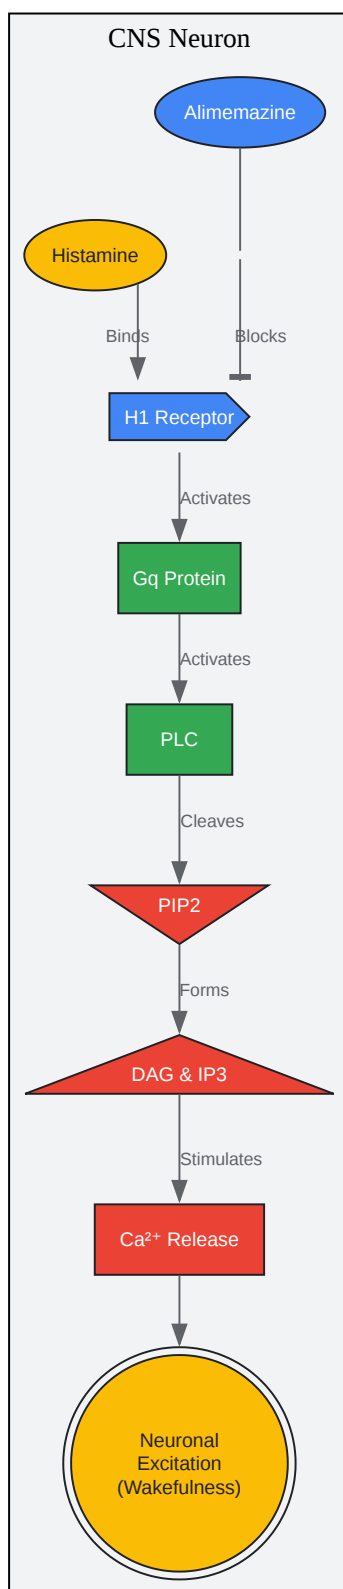 CNS Neuron
Alimemazine
Histamine
Binds
Blocks
H1 Receptor
Activates
Gq Protein
Activates
PLC
Cleaves
PIP2
Forms
DAG & IP3
Stimulates
Ca²⁺ Release
Neuronal
Excitation
(Wakefulness)